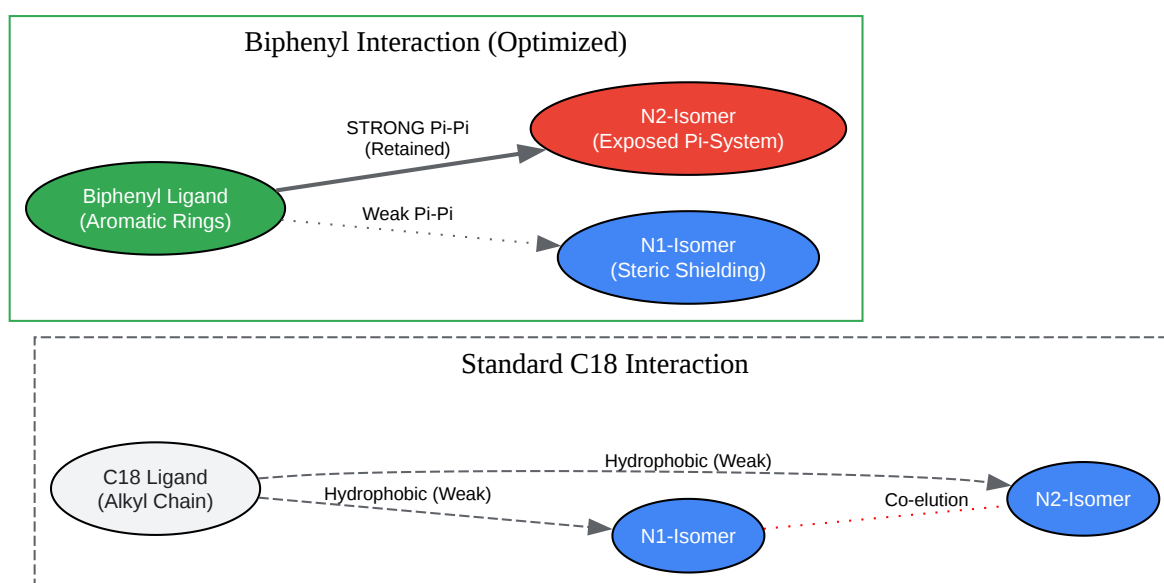 Biphenyl Interaction (Optimized)
N2-Isomer
(Exposed Pi-System)
STRONG Pi-Pi
(Retained)
Biphenyl Ligand
(Aromatic Rings)
Weak Pi-Pi
N1-Isomer
(Steric Shielding)
Standard C18 Interaction
C18 Ligand
(Alkyl Chain)
Hydrophobic (Weak)
Hydrophobic (Weak)
Co-elution
N2-Isomer
N1-Isomer